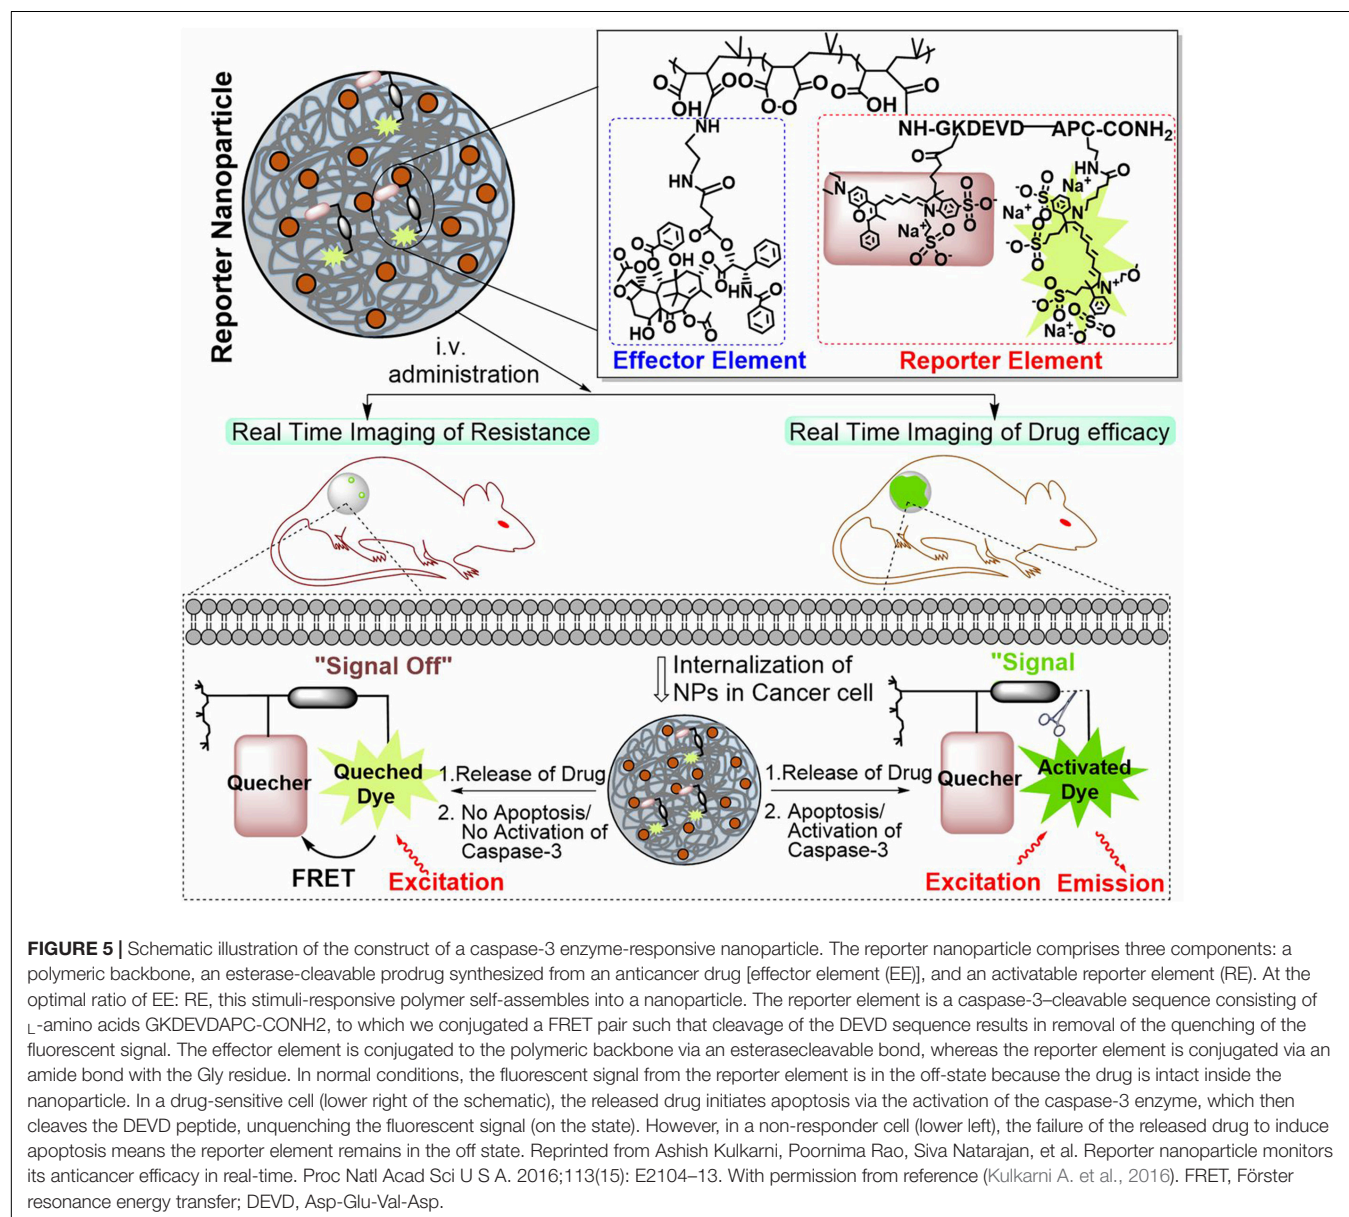 Reporter Nanoparticle
OH
O
O
O
O
O-O
O
OH
O
NH
NH-GKDEVD
APC-CONH2
HN
O
O
O
HN
O
N
Na+
Na+
Na+
HO
OH
HN
Effector Element
Reporter Element
i.v.
administration
Real Time Imaging of Resistance
Real Time Imaging of Drug efficacy
"Signal Off"
Internalization of
NPs in Cancer cell
"Signal
Quecher
Queched
Dye
1.Release of Drug
2. No Apoptosis/
No Activation of
Caspase-3
FRET
Excitation
1.Release of Drug
2. Apoptosis/
Activation of
Caspase-3
Quecher
Activated
Dye
Excitation
Emission
FIGURE 5 | Schematic illustration of the construct of a caspase-3 enzyme-responsive nanoparticle. The reporter nanoparticle comprises three components: a
polymeric backbone, an esterase-cleavable prodrug synthesized from an anticancer drug [effector element (EE)], and an activatable reporter element (RE). At the
optimal ratio of EE: RE, this stimuli-responsive polymer self-assembles into a nanoparticle. The reporter element is a caspase-3–cleavable sequence consisting of
L-amino acids GKDEVDAPC-CONH2, to which we conjugated a FRET pair such that cleavage of the DEVD sequence results in removal of the quenching of the
fluorescent signal. The effector element is conjugated to the polymeric backbone via an esterasecleavable bond, whereas the reporter element is conjugated via an
amide bond with the Gly residue. In normal conditions, the fluorescent signal from the reporter element is in the off-state because the drug is intact inside the
nanoparticle. In a drug-sensitive cell (lower right of the schematic), the released drug initiates apoptosis via the activation of the caspase-3 enzyme, which then
cleaves the DEVD peptide, unquenching the fluorescent signal (on the state). However, in a non-responder cell (lower left), the failure of the released drug to induce
apoptosis means the reporter element remains in the off state. Reprinted from Ashish Kulkarni, Poornima Rao, Siva Natarajan, et al. Reporter nanoparticle monitors
its anticancer efficacy in real-time. Proc Natl Acad Sci U S A. 2016;113(15): E2104–13. With permission from reference (Kulkarni A. et al., 2016). FRET, Förster
resonance energy transfer; DEVD, Asp-Glu-Val-Asp.